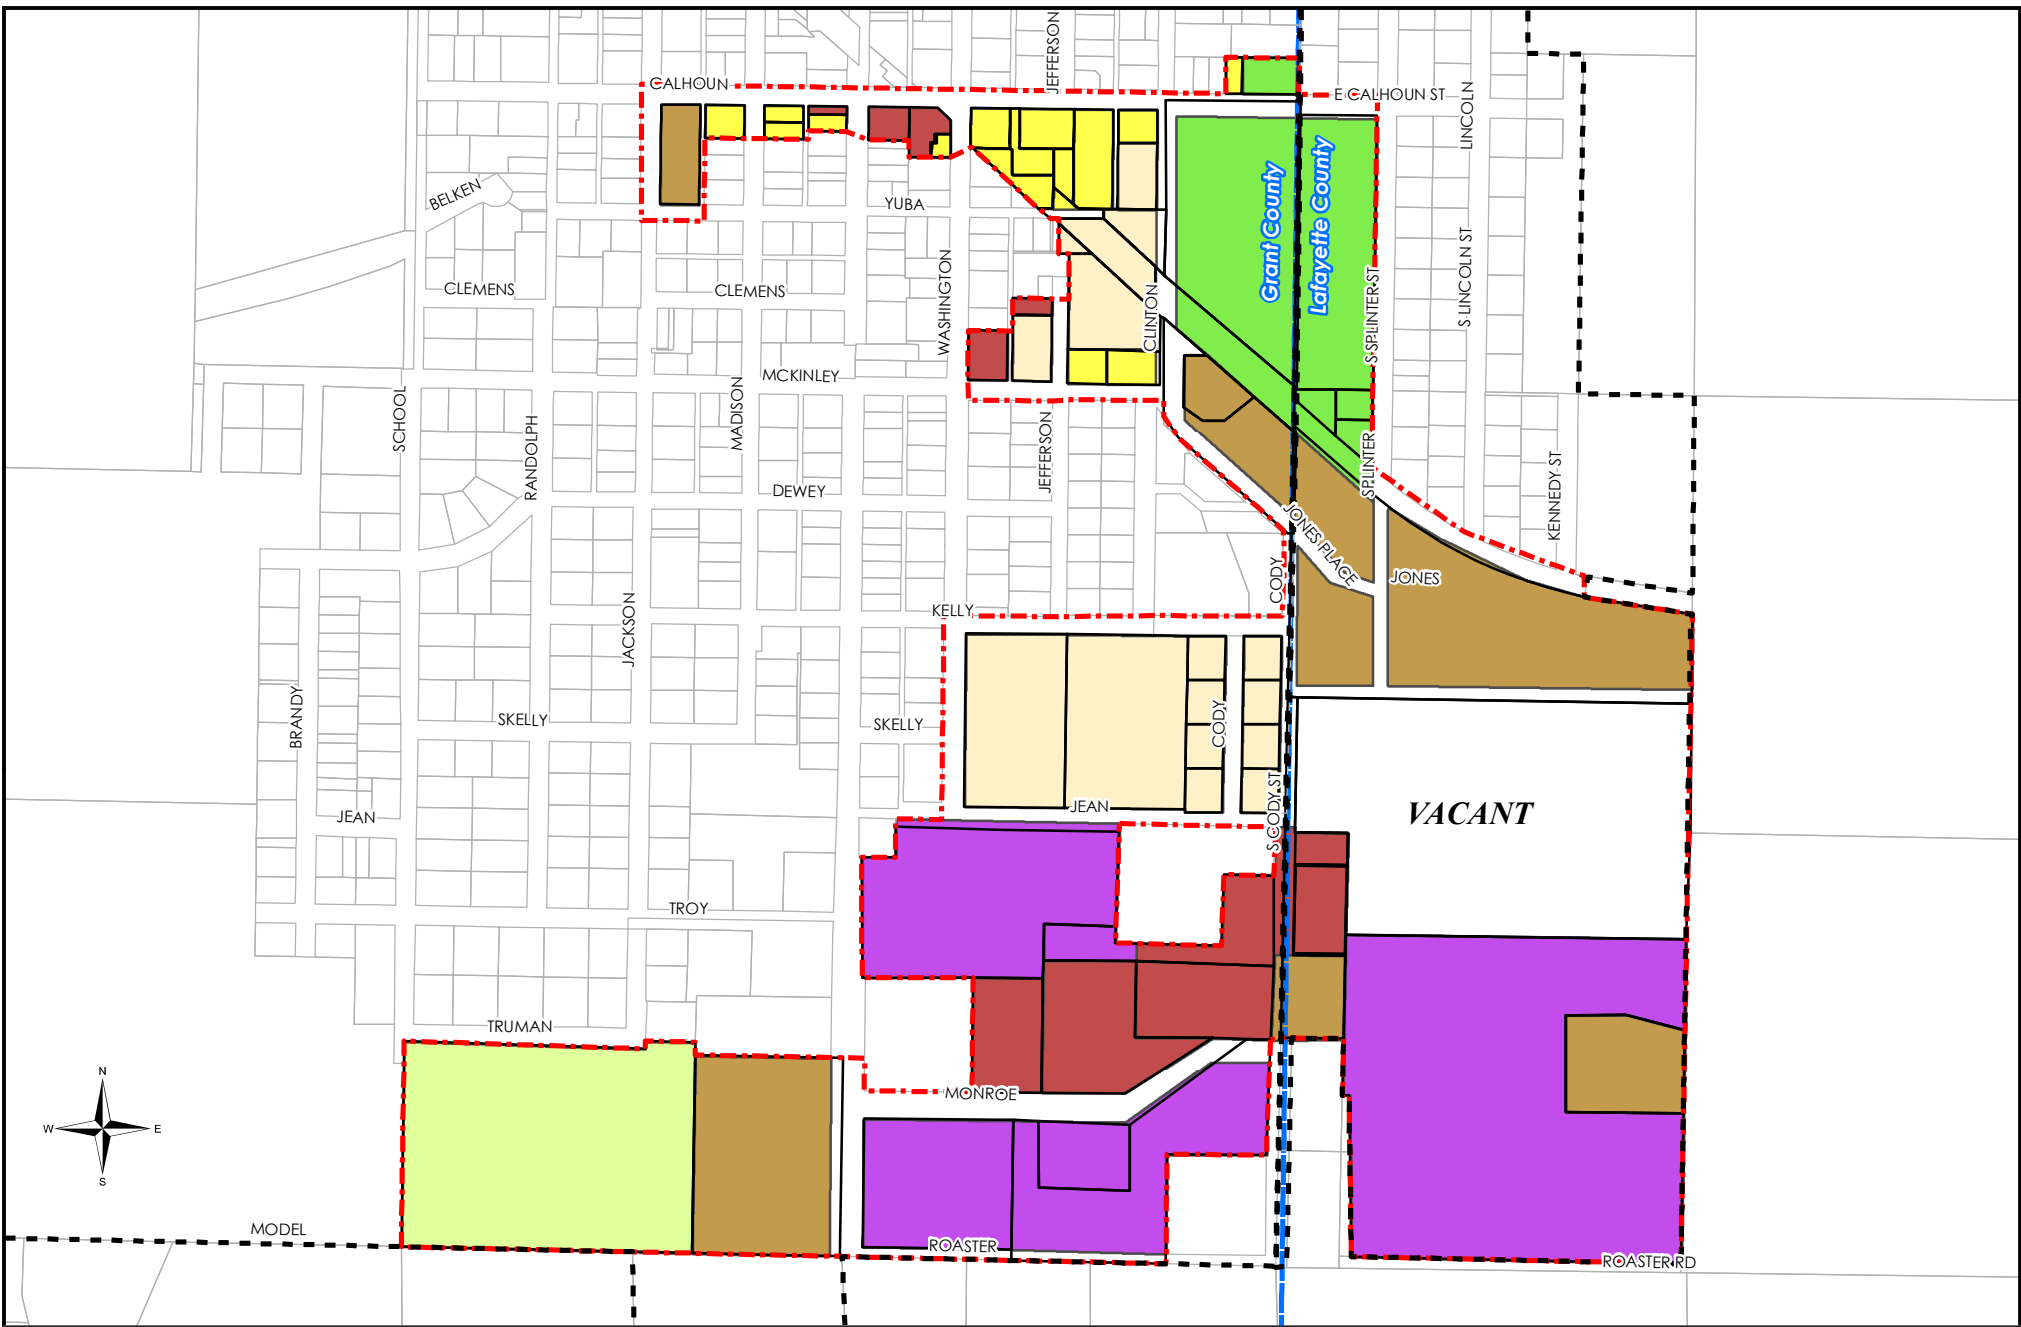 JEFFERSON
CALHOUN
E CALHOUN ST
LINCOLN
BELKEN
YUBA
Grant County
Lafayette County
WASHINGTON
CLEMENS
CLEMENS
CLINTON
S SPLINTER ST
S LINCOLN ST
MCKINLEY
SCHOOL
RANDOLPH
MADISON
JEFFERSON
SPLINTER
KENNEDY ST
DEWEY
JONES PLACE
JONES
CODY
KELLY
JACKSON
BRANDY
SKELLY
SKELLY
CODY
JEAN
JEAN
S CODY ST
VACANT
TROY
TRUMAN
MONROE
N
W
E
S
MODEL
ROASTER
ROASTER RD